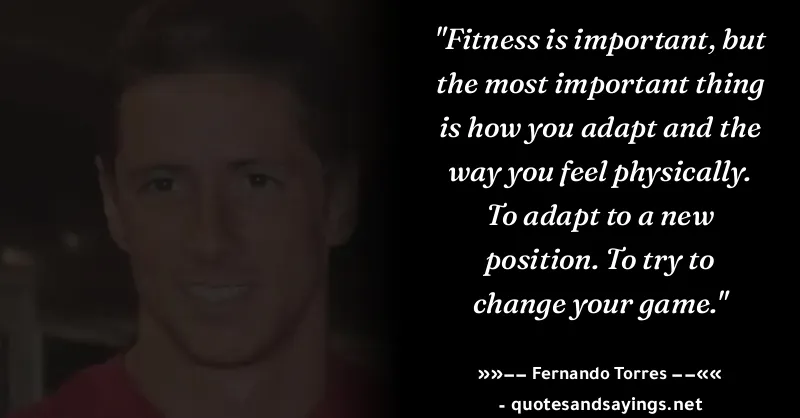 "Fitness is important, but
the most important thing
is how you adapt and the
way you feel physically.
To adapt to a new
position. To try to
change your game."
»»–– Fernando Torres ––««
- quotesandsayings.net